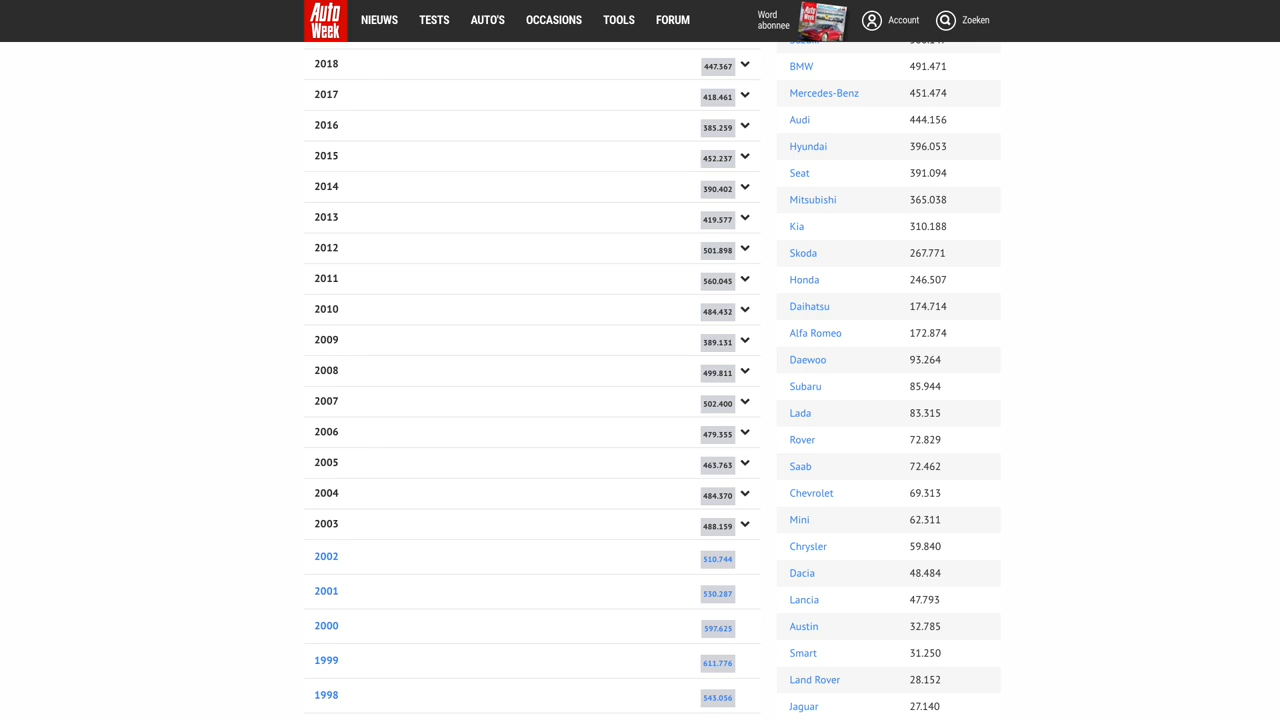 Auto Week
NIEUWS
TESTS
AUTO'S
OCCASIONS
TOOLS
FORUM
Word abonnee
Account
Zoeken
2018 447.367
2017 418.461
2016 385.259
2015 452.237
2014 390.402
2013 419.577
2012 501.898
2011 560.045
2010 484.432
2009 389.131
2008 499.811
2007 502.400
2006 479.355
2005 463.763
2004 484.370
2003 488.159
2002 510.744
2001 530.287
2000 597.625
1999 611.776
1998 543.056
BMW 491.471
Mercedes-Benz 451.474
Audi 444.156
Hyundai 396.053
Seat 391.094
Mitsubishi 365.038
Kia 310.188
Skoda 267.771
Honda 246.507
Daihatsu 174.714
Alfa Romeo 172.874
Daewoo 93.264
Subaru 85.944
Lada 83.315
Rover 72.829
Saab 72.462
Chevrolet 69.313
Mini 62.311
Chrysler 59.840
Dacia 48.484
Lancia 47.793
Austin 32.785
Smart 31.250
Land Rover 28.152
Jaguar 27.140